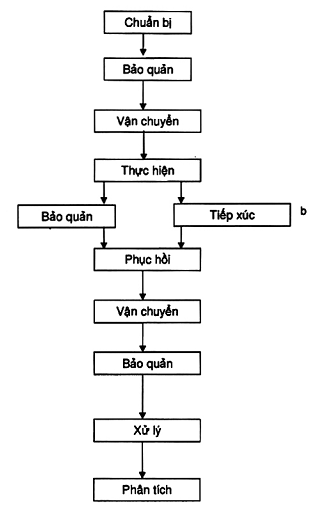 Chuẩn bị
Bảo quản
Vận chuyển
Thực hiện
Bảo quản
Tiếp xúc
b
Phục hồi
Vận chuyển
Bảo quản
Xử lý
Phân tích